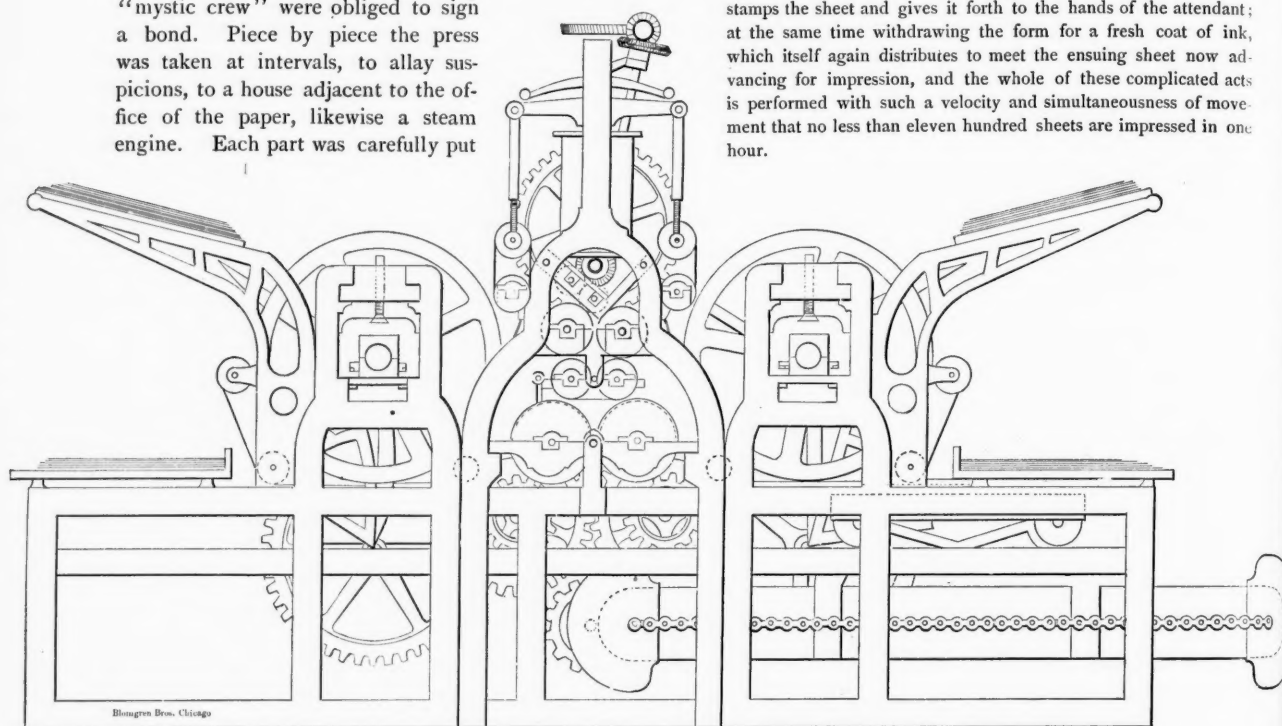 “mystic crew” were obliged to sign
a bond. Piece by piece the press
was taken at intervals, to allay sus-
picions, to a house adjacent to the of-
fice of the paper, likewise a steam
engine. Each part was carefully put
stamps the sheet and gives it forth to the hands of the attendant;
at the same time withdrawing the form for a fresh coat of ink,
which itself again distributes to meet the ensuing sheet now ad-
vancing for impression, and the whole of these complicated acts
is performed with such a velocity and simultaneousness of move-
ment that no less than eleven hundred sheets are impressed in one
hour.
Blomgren Bros. Chicago